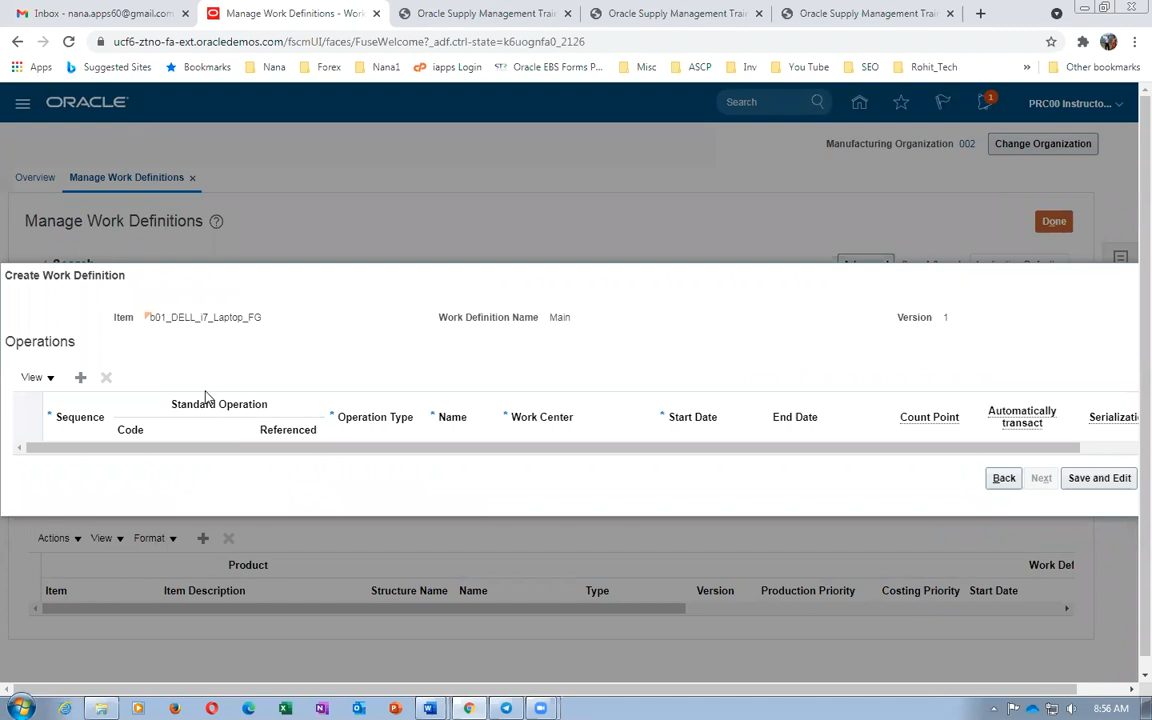 Inbox - nana.apps60@gmail.com
Manage Work Definitions - Work
Oracle Supply Management Train
Oracle Supply Management Train
Oracle Supply Management Train
ucf6-ztno-fa-ext.oracledemos.com/fscmUI/faces/FuseWelcome?_adf.ctrl-state=k6uognfa0_2126
Apps Suggested Sites Bookmarks Nana Forex Nana1 iapps Login Oracle EBS Forms P... Misc ASCP Inv You Tube SEO Rohit_Tech » Other bookmarks
ORACLE Search 1 PRC00 Instructo...
Manufacturing Organization 002 Change Organization
Overview Manage Work Definitions
Manage Work Definitions Done
Create Work Definition
Item b01_DELL_i7_Laptop_FG Work Definition Name Main Version 1
Operations
View
* Sequence Standard Operation * Operation Type * Name * Work Center * Start Date End Date Count Point Automatically transact Serializatio
Code Referenced
Back Next Save and Edit
Actions View Format
Product Work Def
Item Item Description Structure Name Name Type Version Production Priority Costing Priority Start Date
8:56 AM